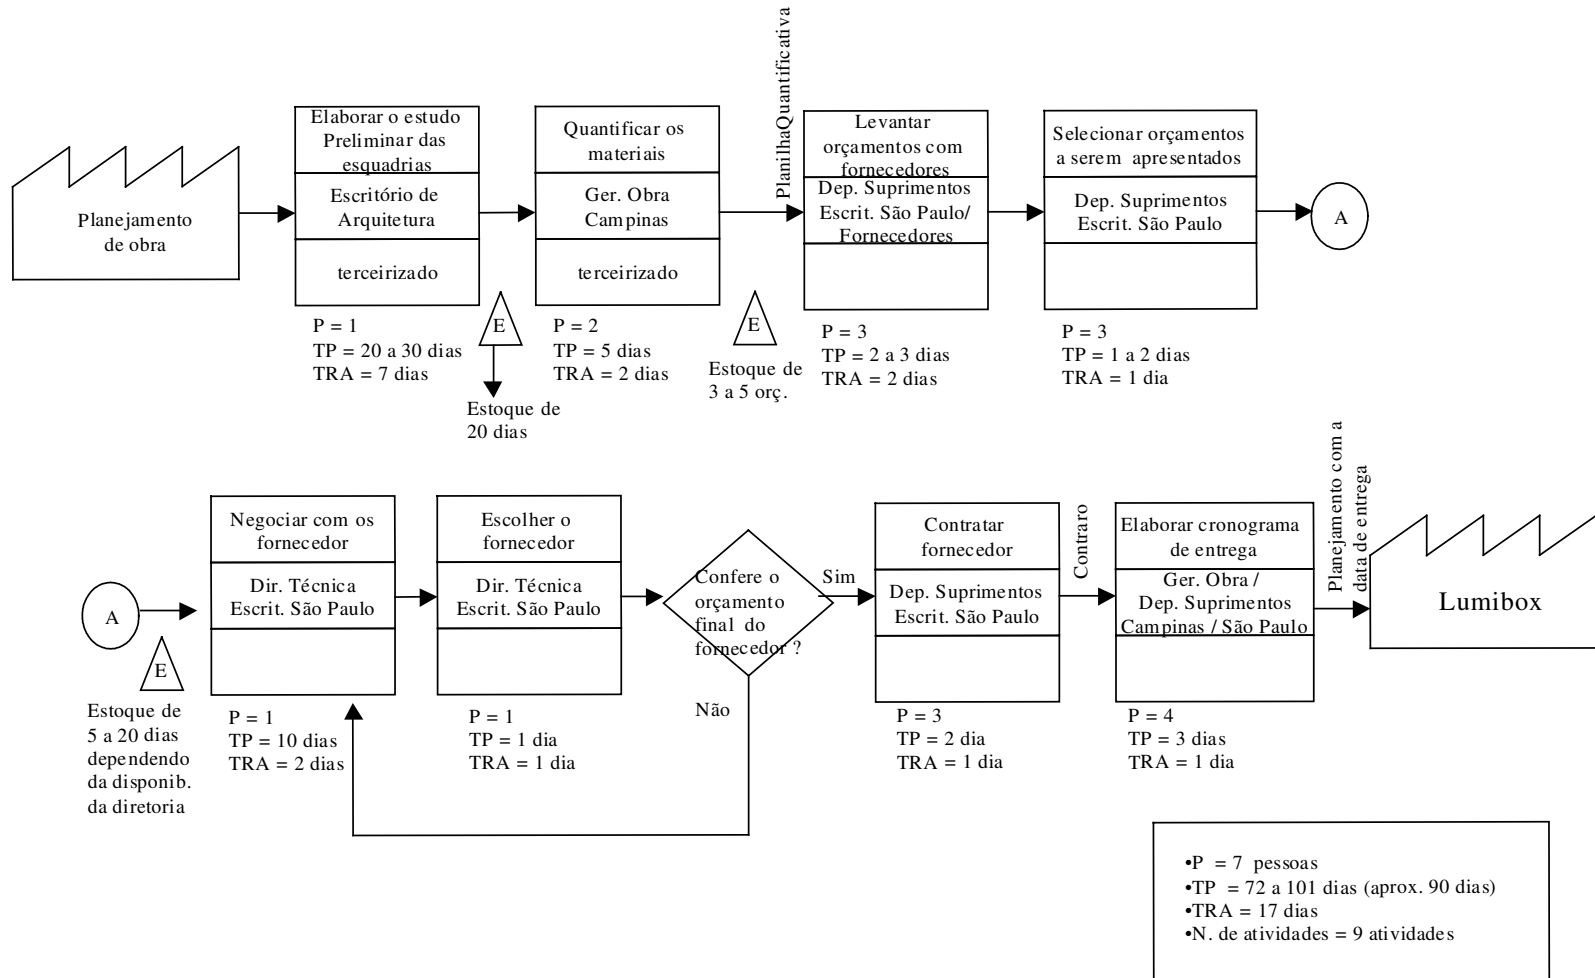 Planejamento
de obra
Elaborar o estudo
Preliminar das
esquadrias
Escritório de
Arquitetura
terceirizado
P = 1
TP = 20 a 30 dias
TRA = 7 dias
E
Estoque de
20 dias
Quantificar os
materiais
Ger. Obra
Campinas
terceirizado
P = 2
TP = 5 dias
TRA = 2 dias
PlanilhaQuantificativa
E
Estoque de
3 a 5 orç.
Levantar
orçamentos com
fornecedores
Dep. Suprimentos
Escrit. São Paulo/
Fornecedores
P = 3
TP = 2 a 3 dias
TRA = 2 dias
Selecionar orçamentos
a serem apresentados
Dep. Suprimentos
Escrit. São Paulo
P = 3
TP = 1 a 2 dias
TRA = 1 dia
A
A
E
Estoque de
5 a 20 dias
dependendo
da disponib.
da diretoria
Negociar com os
fornecedor
Dir. Técnica
Escrit. São Paulo
P = 1
TP = 10 dias
TRA = 2 dias
Escolher o
fornecedor
Dir. Técnica
Escrit. São Paulo
P = 1
TP = 1 dia
TRA = 1 dia
Confere o
orçamento
final do
fornecedor ?
Sim
Não
Contratar
fornecedor
Dep. Suprimentos
Escrit. São Paulo
P = 3
TP = 2 dia
TRA = 1 dia
Contraro
Elaborar cronograma
de entrega
Ger. Obra /
Dep. Suprimentos
Campinas / São Paulo
P = 4
TP = 3 dias
TRA = 1 dia
Planejamento com a
data de entrega
Lumibox
•P = 7 pessoas
•TP = 72 a 101 dias (aprox. 90 dias)
•TRA = 17 dias
•N. de atividades = 9 atividades